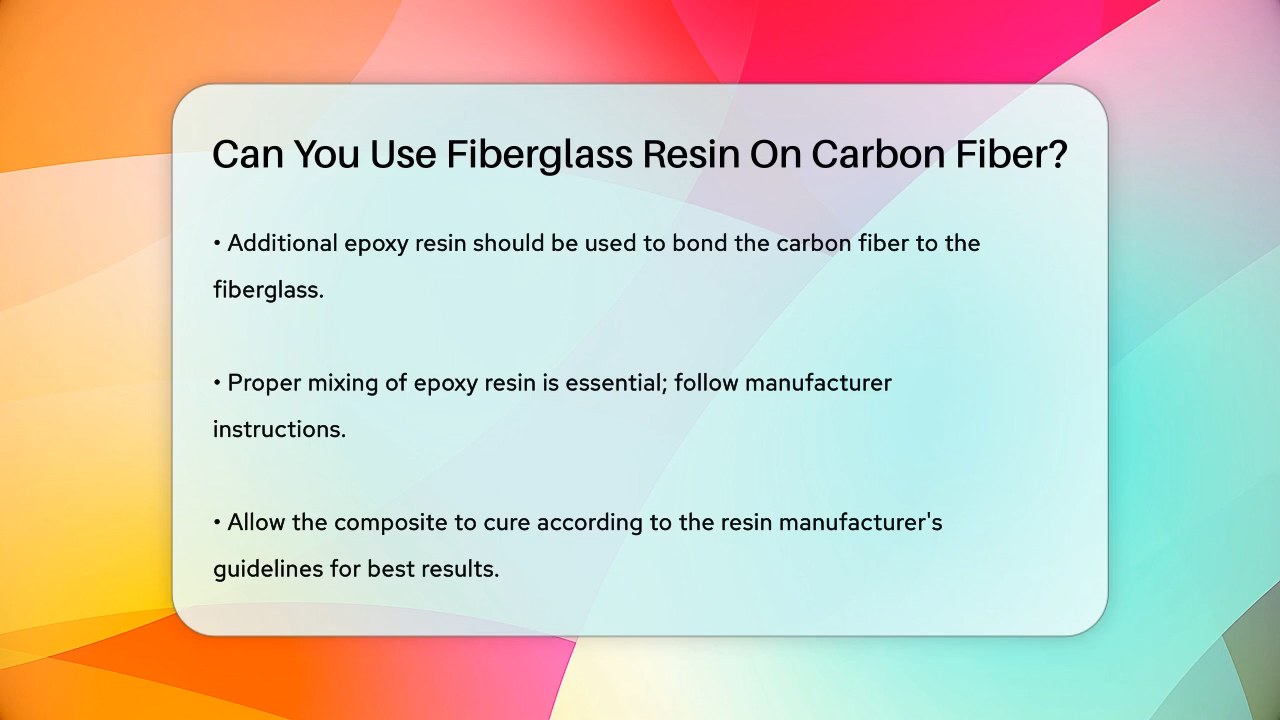 Can You Use Fiberglass Resin On Carbon Fiber?
• Additional epoxy resin should be used to bond the carbon fiber to the
fiberglass.
• Proper mixing of epoxy resin is essential; follow manufacturer
instructions.
• Allow the composite to cure according to the resin manufacturer's
guidelines for best results.